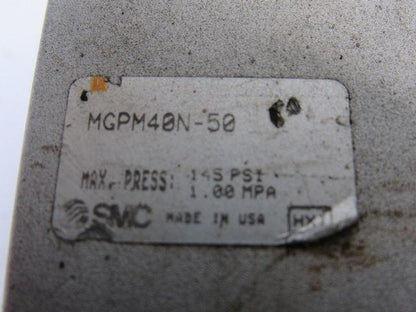 MGPM40N-50
MAX. PRESS: 145 PSI
1.00 MPA
SMC MADE IN USA